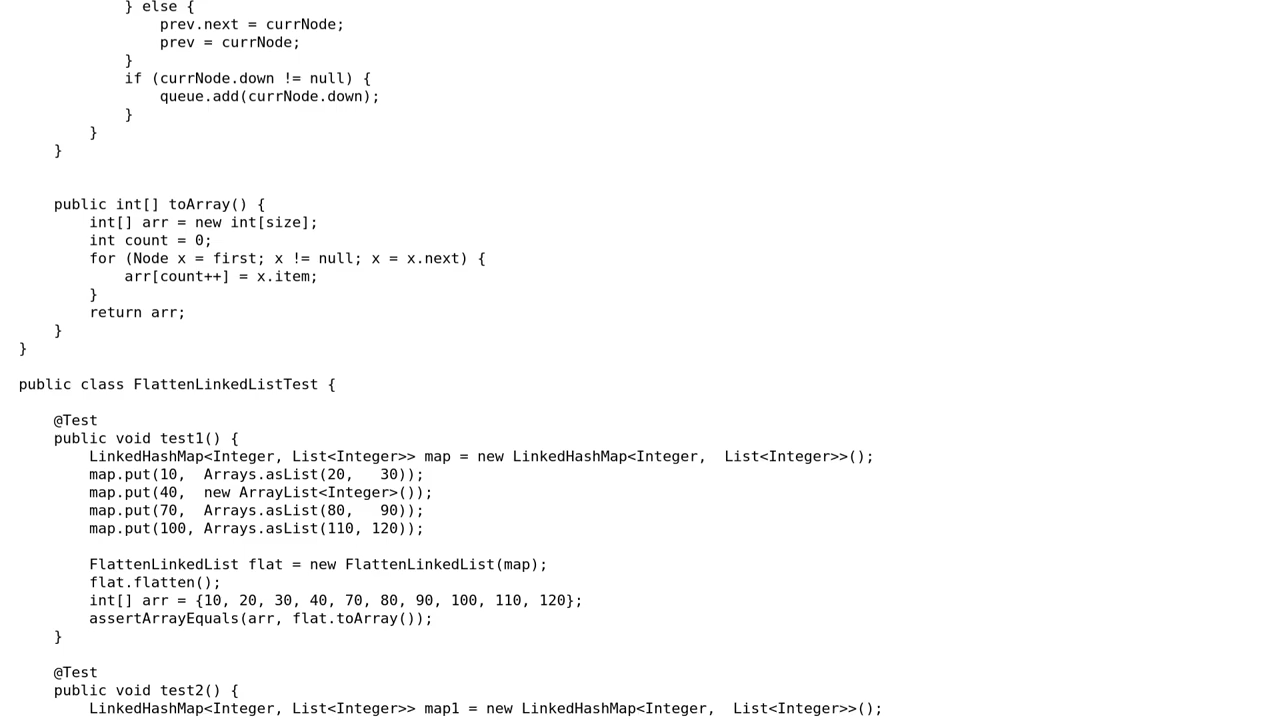 } else {
                prev.next = currNode;
                prev = currNode;
            }
            if (currNode.down != null) {
                queue.add(currNode.down);
            }
        }
    }
    public int[] toArray() {
        int[] arr = new int[size];
        int count = 0;
        for (Node x = first; x != null; x = x.next) {
            arr[count++] = x.item;
        }
        return arr;
    }
}
public class FlattenLinkedListTest {
    @Test
    public void test1() {
        LinkedHashMap<Integer, List<Integer>> map = new LinkedHashMap<Integer,  List<Integer>>();
        map.put(10,  Arrays.asList(20,   30));
        map.put(40,  new ArrayList<Integer>());
        map.put(70,  Arrays.asList(80,   90));
        map.put(100, Arrays.asList(110, 120));
        FlattenLinkedList flat = new FlattenLinkedList(map);
        flat.flatten();
        int[] arr = {10, 20, 30, 40, 70, 80, 90, 100, 110, 120};
        assertArrayEquals(arr, flat.toArray());
    }
    @Test
    public void test2() {
        LinkedHashMap<Integer, List<Integer>> map1 = new LinkedHashMap<Integer,  List<Integer>>();